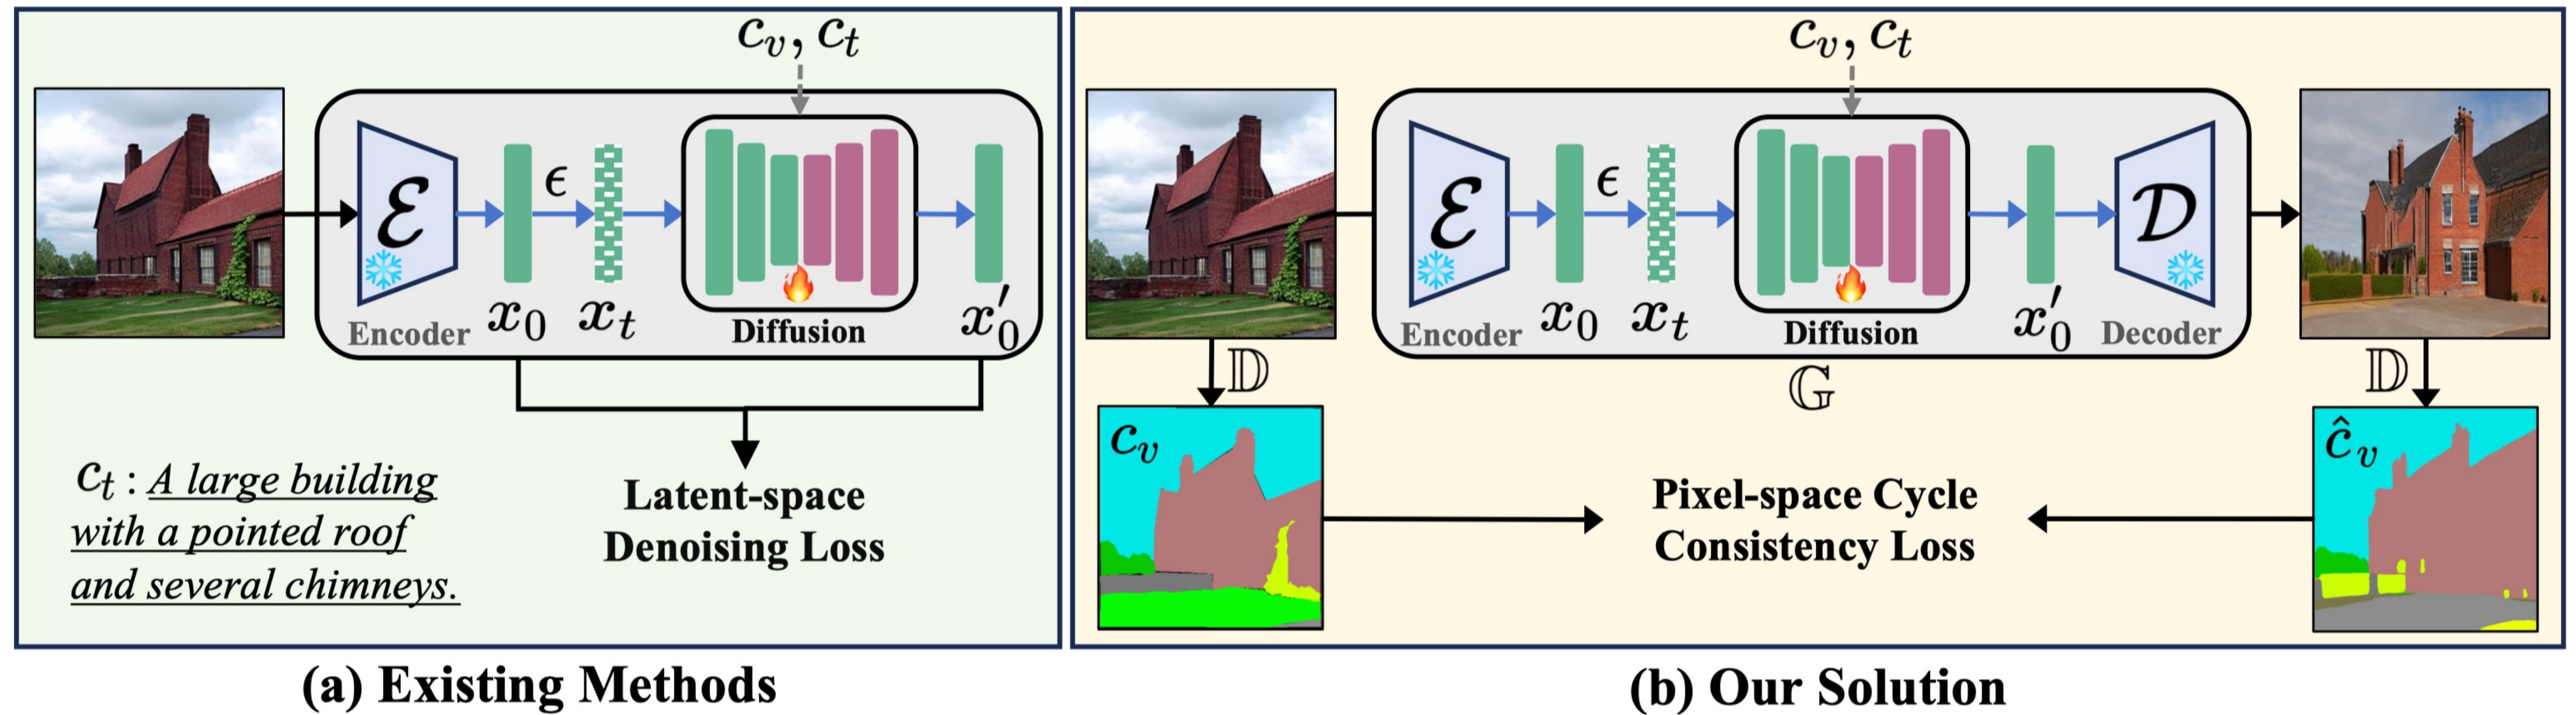 c_v, c_t
ℰ
ϵ
Encoder
x_0
x_t
Diffusion
x'_0
c_t : A large building
with a pointed roof
and several chimneys.
Latent-space
Denoising Loss
(a) Existing Methods
c_v, c_t
ℰ
ϵ
𝒟
Encoder
x_0
x_t
Diffusion
x'_0
Decoder
𝔻
𝔾
𝔻
c_v
ĉ_v
Pixel-space Cycle
Consistency Loss
(b) Our Solution